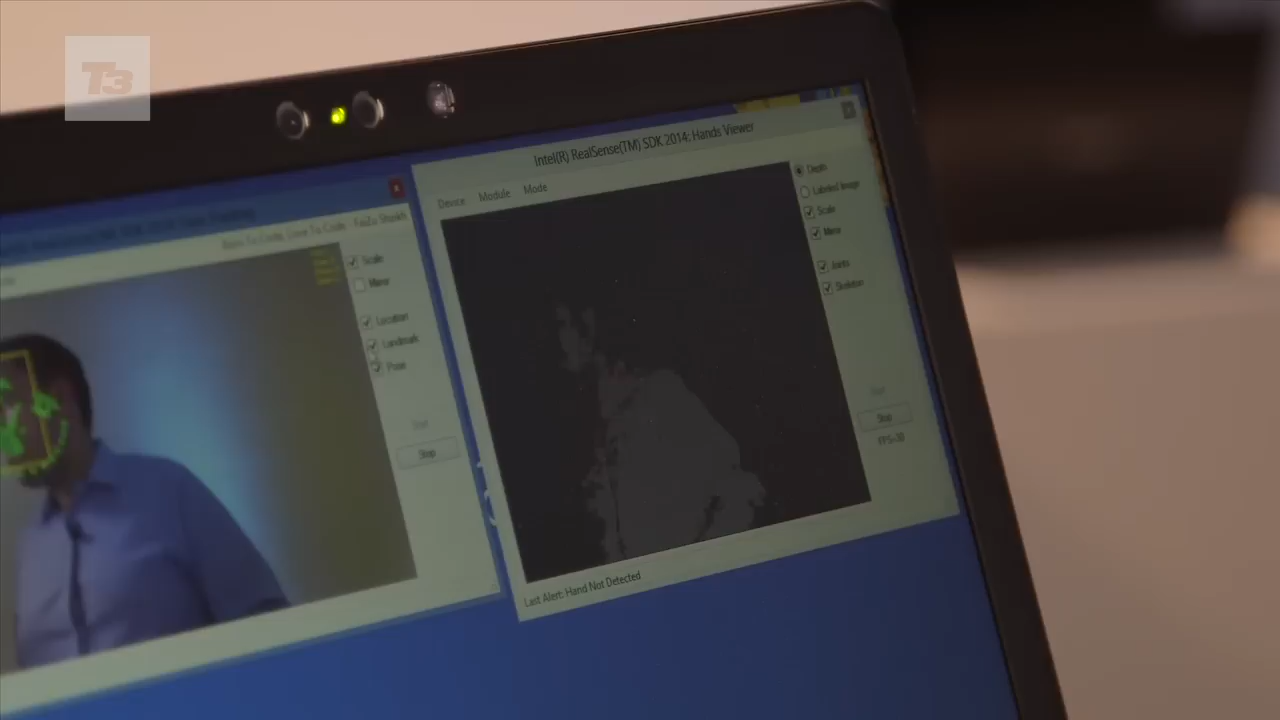 T3
Intel(R) RealSense(TM) SDK 2014: Hands Viewer
Device Module Mode
Depth
Labeled Image
Scale
Mirror
Joints
Skeleton
Stop
Last Alert: Hand Not Detected
Scale
Mirror
Location
Landmark
Pose
Start
Stop